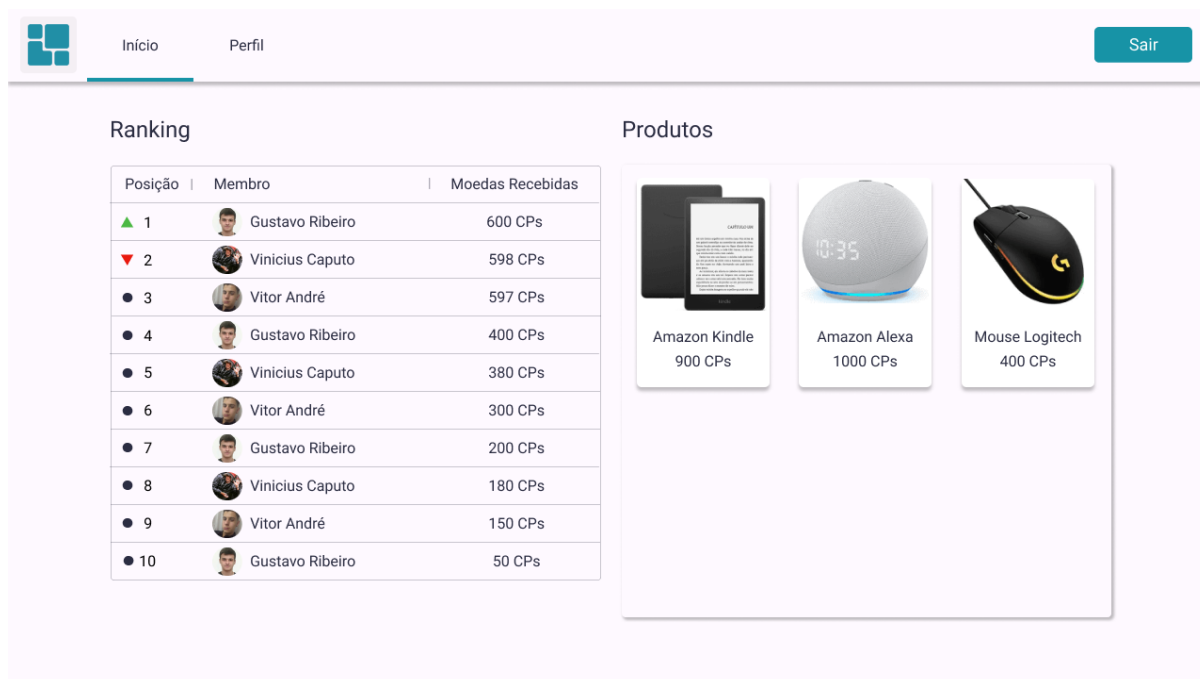 Início Perfil Sair
Ranking
Posição Membro Moedas Recebidas
1 Gustavo Ribeiro 600 CPs
2 Vinicius Caputo 598 CPs
3 Vitor André 597 CPs
4 Gustavo Ribeiro 400 CPs
5 Vinicius Caputo 380 CPs
6 Vitor André 300 CPs
7 Gustavo Ribeiro 200 CPs
8 Vinicius Caputo 180 CPs
9 Vitor André 150 CPs
10 Gustavo Ribeiro 50 CPs
Produtos
kindle
Amazon Kindle
900 CPs
10:35
Amazon Alexa
1000 CPs
G
Mouse Logitech
400 CPs